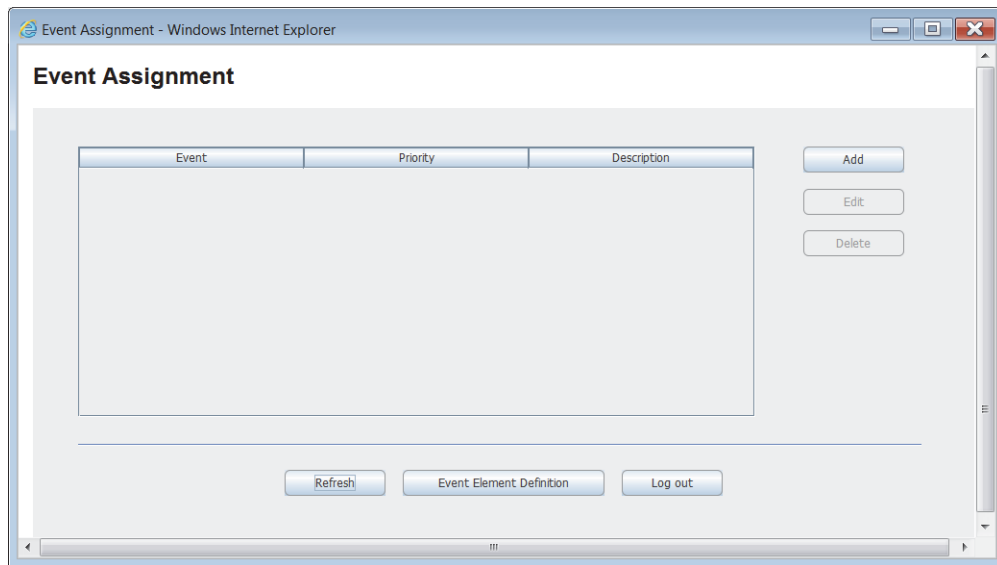 Event Assignment - Windows Internet Explorer
Event Assignment
Event Priority Description
Add
Edit
Delete
Refresh Event Element Definition Log out